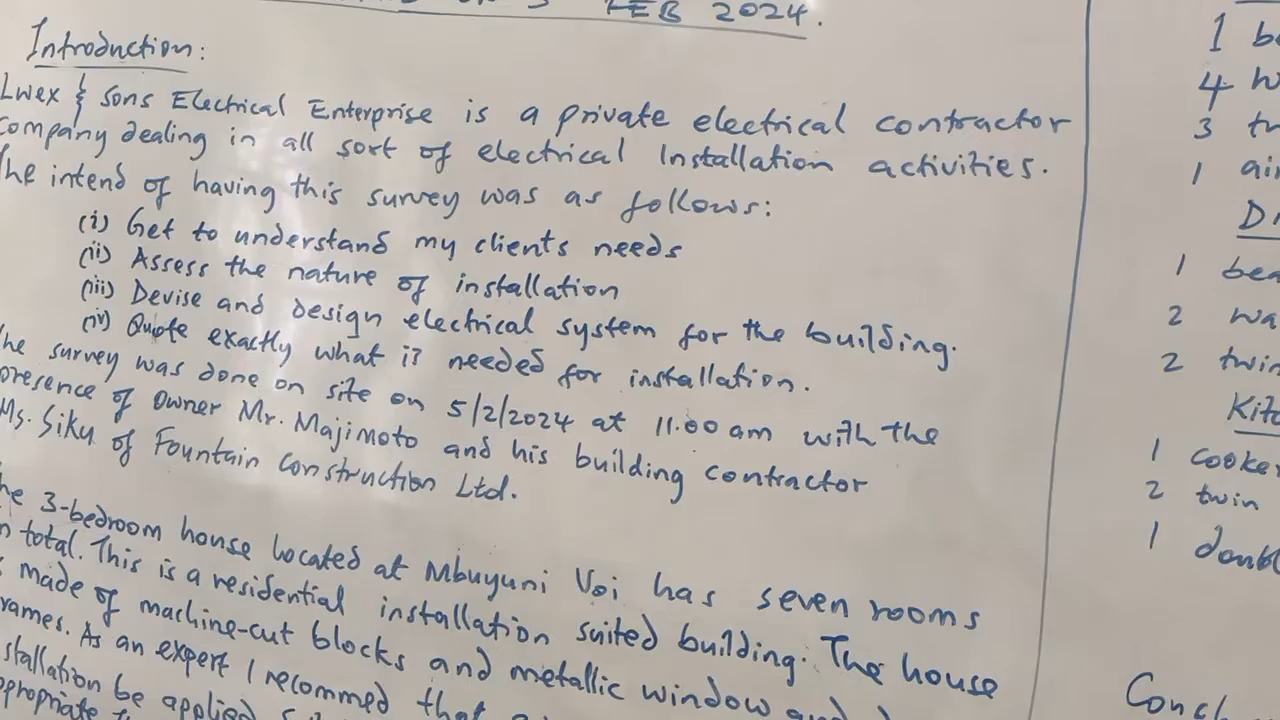 FEB 2024.
Introduction:
Lwex & Sons Electrical Enterprise is a private electrical contractor
company dealing in all sort of electrical Installation activities.
The intend of having this survey was as follows:
(i) Get to understand my clients needs
(ii) Assess the nature of installation
(iii) Devise and design electrical system for the building.
(iv) Quote exactly what is needed for installation.
The survey was done on site on 5/2/2024 at 11.00 am with the
presence of Owner Mr. Majimoto and his building contractor
Ms. Siku of Fountain Construction Ltd.
The 3-bedroom house located at Mbuyuni Voi has seven rooms
in total. This is a residential installation suited building. The house
made of machine-cut blocks and metallic window and
rames. As an expert I recommed that
stallation be applied
1
4
3
1
1
2
2 twin
1 cooke
2 twin
1